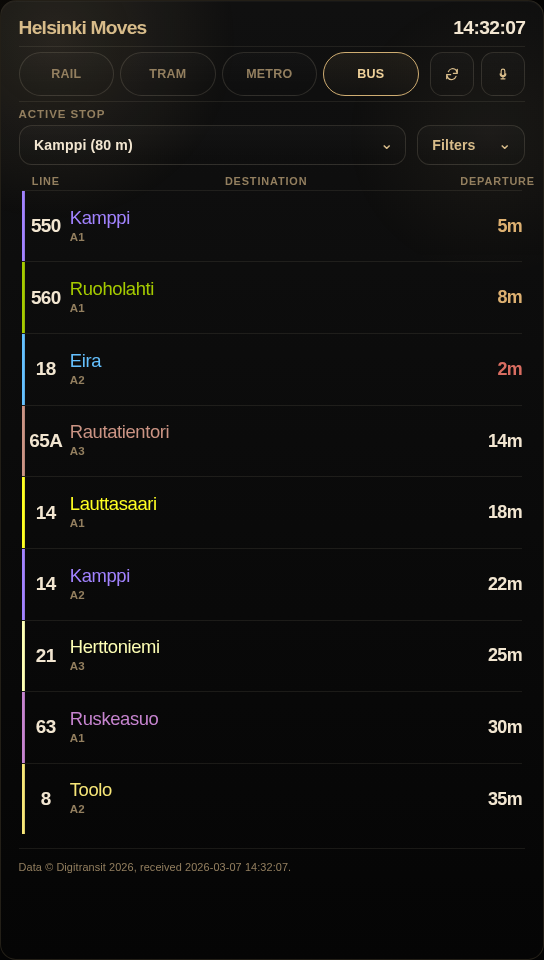 Helsinki Moves 14:32:07
RAIL TRAM METRO BUS
ACTIVE STOP
Kamppi (80 m) Filters
LINE DESTINATION DEPARTURE
550 Kamppi 5m
A1
560 Ruoholahti 8m
A1
18 Eira 2m
A2
65A Rautatientori 14m
A3
14 Lauttasaari 18m
A1
14 Kamppi 22m
A2
21 Herttoniemi 25m
A3
63 Ruskeasuo 30m
A1
8 Toolo 35m
A2
Data © Digitransit 2026, received 2026-03-07 14:32:07.